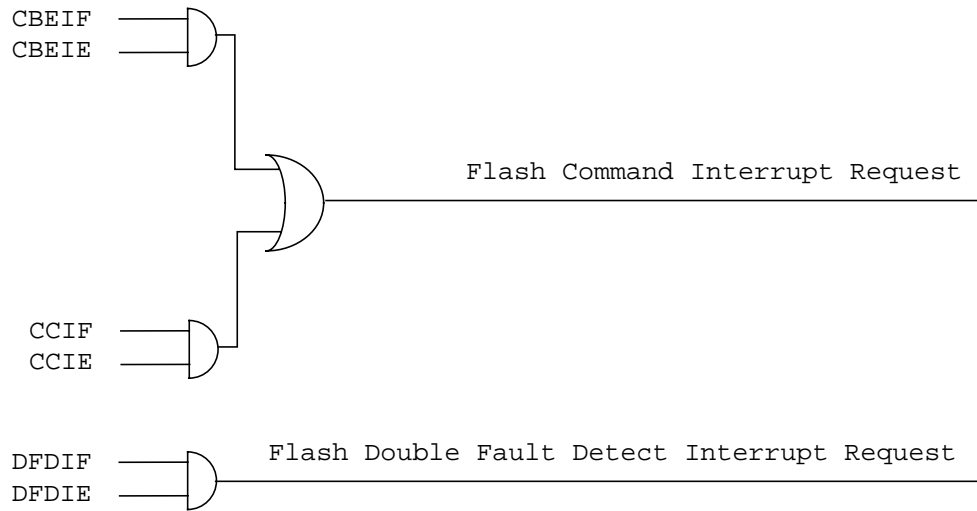 CBEIF
CBEIE
Flash Command Interrupt Request
CCIF
CCIE
DFDIF
Flash Double Fault Detect Interrupt Request
DFDIE